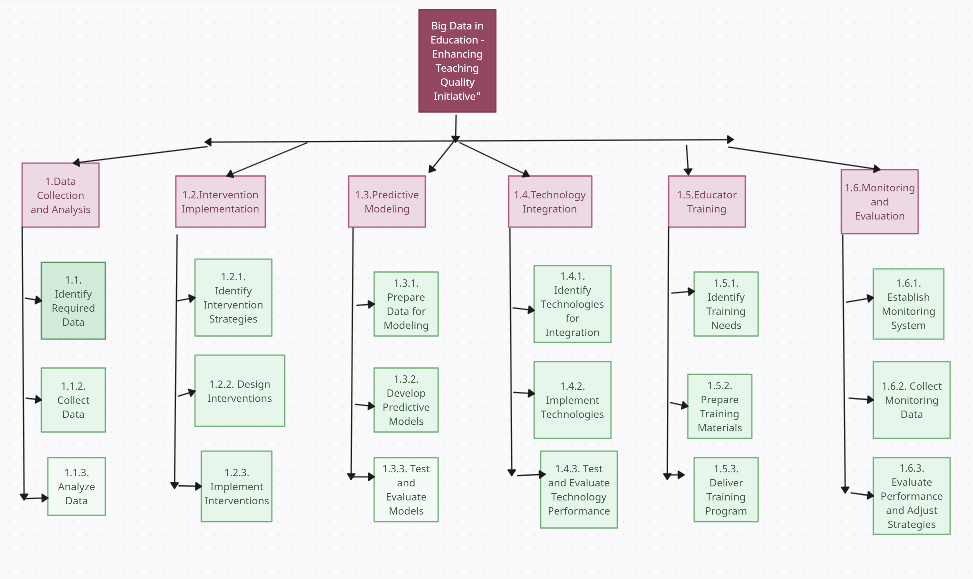 Big Data in
Education -
Enhancing
Teaching
Quality
Initiative"
1.Data
Collection
and Analysis
1.2.Intervention
Implementation
1.3.Predictive
Modeling
1.4.Technology
Integration
1.5.Educator
Training
1.6.Monitoring
and
Evaluation
1.1.
Identify
Required
Data
1.2.1.
Identify
Intervention
Strategies
1.3.1.
Prepare
Data for
Modeling
1.4.1.
Identify
Technologies
for
Integration
1.5.1.
Identify
Training
Needs
1.6.1.
Establish
Monitoring
System
1.1.2.
Collect
Data
1.2.2. Design
Interventions
1.3.2.
Develop
Predictive
Models
1.4.2.
Implement
Technologies
1.5.2.
Prepare
Training
Materials
1.6.2. Collect
Monitoring
Data
1.1.3.
Analyze
Data
1.2.3.
Implement
Interventions
1.3.3. Test
and
Evaluate
Models
1.4.3. Test
and Evaluate
Technology
Performance
1.5.3.
Deliver
Training
Program
1.6.3.
Evaluate
Performance
and Adjust
Strategies